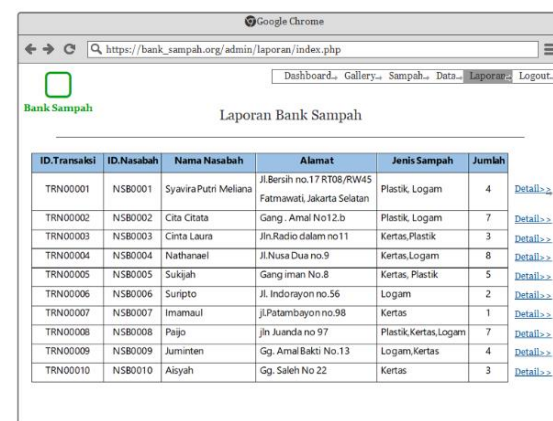 Google Chrome
https://bank_sampah.org/admin/laporan/index.php
Dashboard Gallery Sampah Data Laporan Logout
Bank Sampah
Laporan Bank Sampah
ID.Transaksi ID.Nasabah Nama Nasabah Alamat Jenis Sampah Jumlah
TRN00001 NSB0001 Syavira Putri Meliana Jl.Bersih no.17 RT08/RW45 Fatmawati, Jakarta Selatan Plastik, Logam 4 Detail>>
TRN00002 NSB0002 Cita Citata Gang . Amal No12.b Plastik, Logam 7 Detail>>
TRN00003 NSB0003 Cinta Laura Jln.Radio dalam no11 Kertas,Plastik 3 Detail>>
TRN00004 NSB0004 Nathanael Jl.Nusa Dua no.9 Kertas,Logam 8 Detail>>
TRN00005 NSB0005 Sukijah Gang iman No.8 Kertas, Plastik 5 Detail>>
TRN00006 NSB0006 Suripto Jl. Indorayon no.56 Logam 2 Detail>>
TRN00007 NSB0007 Imamaul jl.Patambayon no.98 Kertas 1 Detail>>
TRN00008 NSB0008 Paijo jln Juanda no 97 Plastik,Kertas,Logam 7 Detail>>
TRN00009 NSB0009 Juminten Gg. Amal Bakti No.13 Logam,Kertas 4 Detail>>
TRN00010 NSB0010 Aisyah Gg. Saleh No 22 Kertas 3 Detail>>